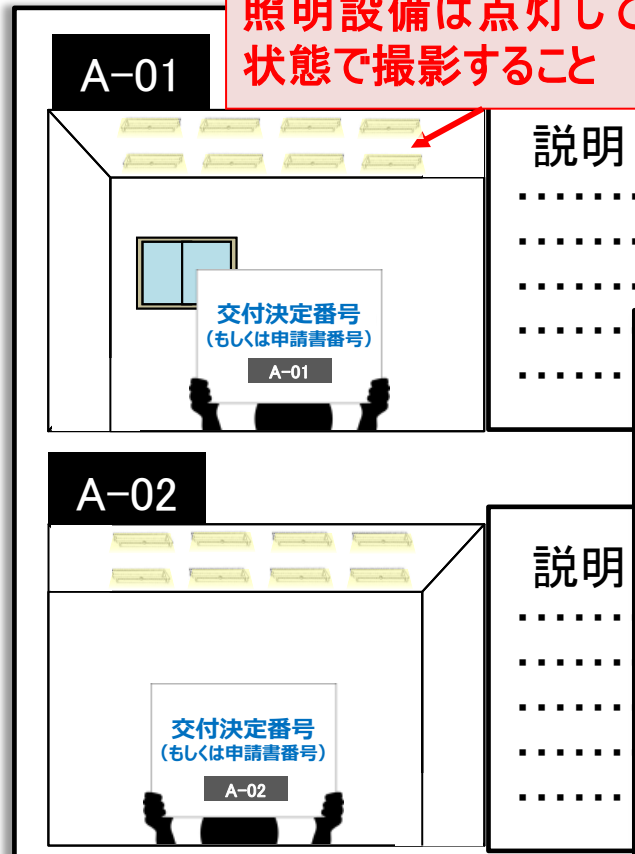 照明設備は点灯して
状態で撮影すること
A-01
説明
交付決定番号
(もしくは申請書番号)
A-01
A-02
説明
交付決定番号
(もしくは申請書番号)
A-02